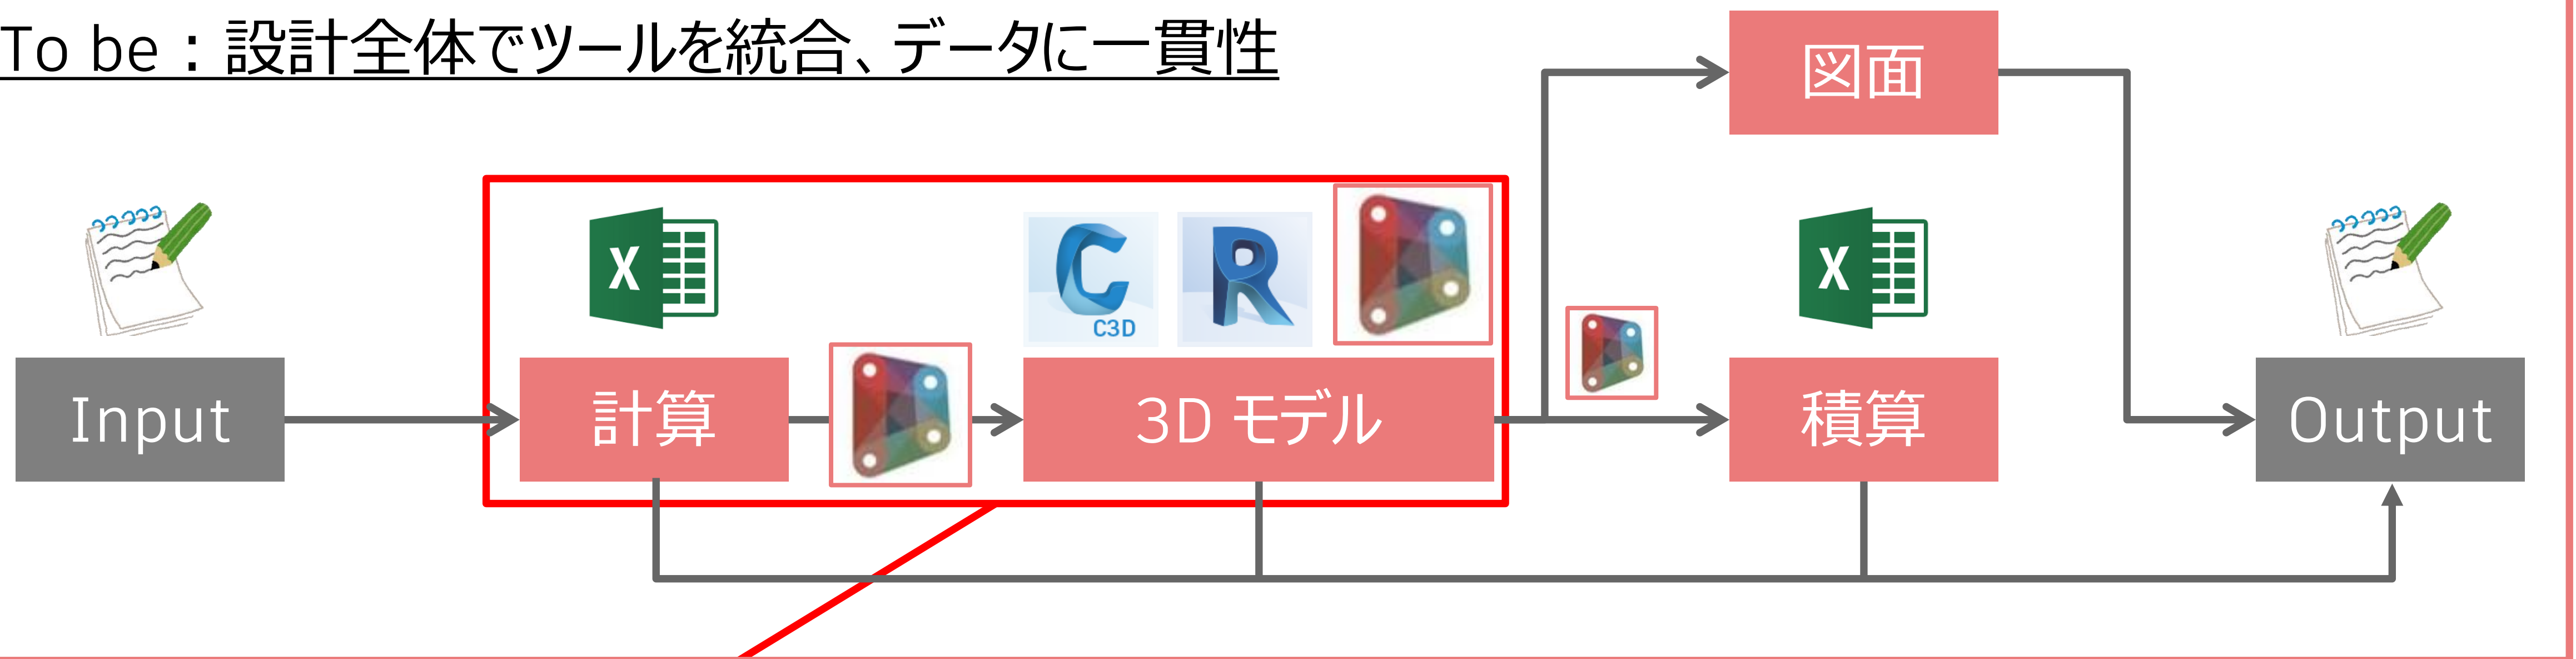 To be：設計全体でツールを統合、データに一貫性
図面
X
C3D
R
X
Input
計算
3D モデル
積算
Output